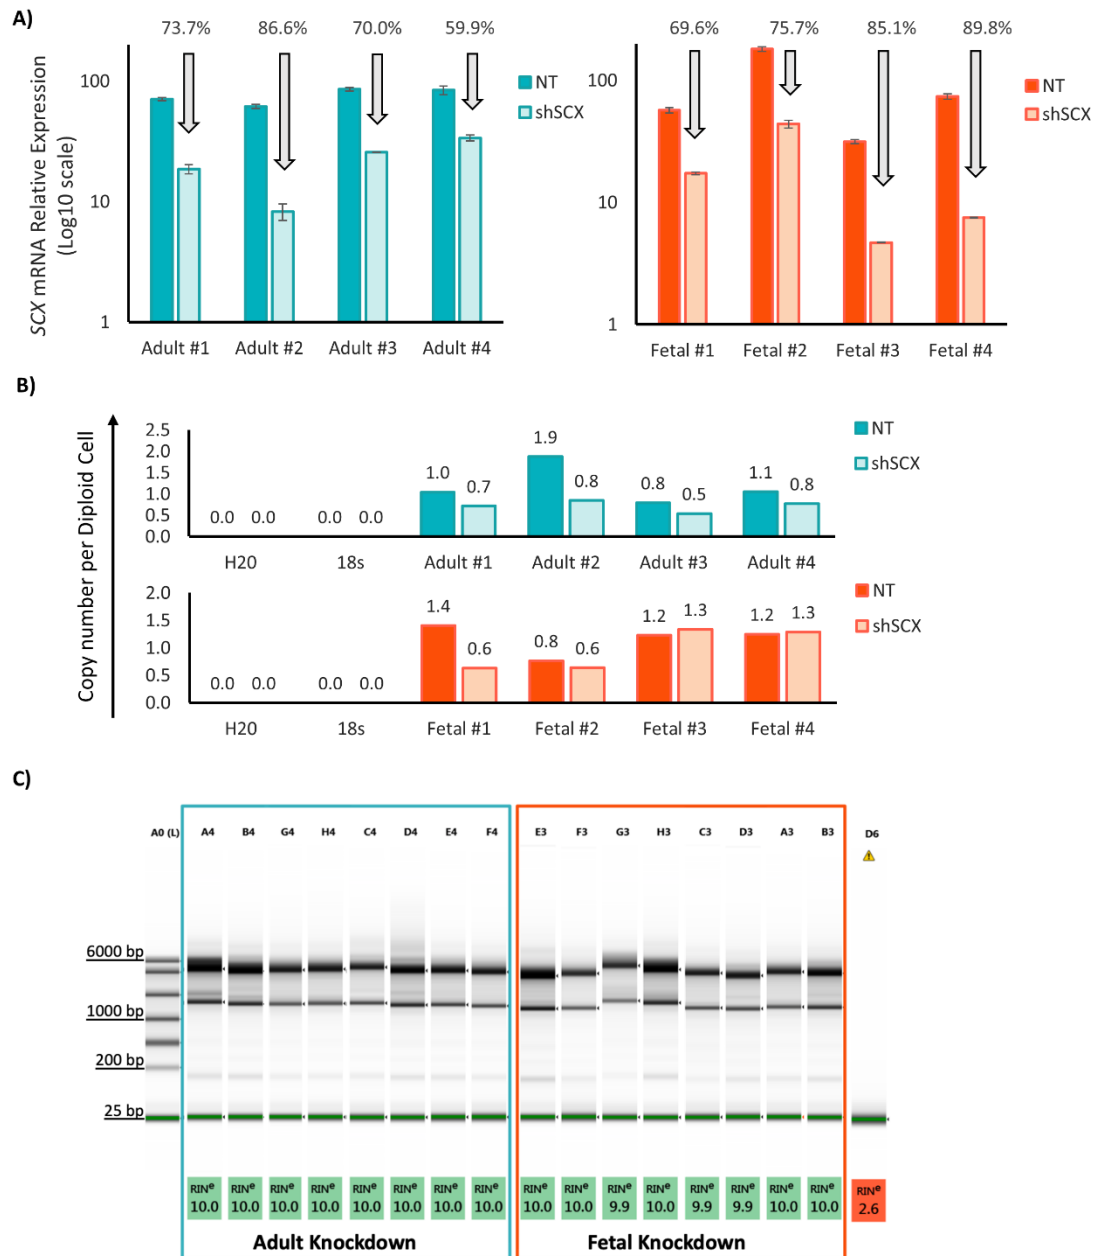 A)
73.7% 86.6% 70.0% 59.9% 69.6% 75.7% 85.1% 89.8%
SCX mRNA Relative Expression
(Log10 scale)
100
10
1
NT
shSCX
Adult #1 Adult #2 Adult #3 Adult #4
100
10
1
NT
shSCX
Fetal #1 Fetal #2 Fetal #3 Fetal #4
B)
Copy number per Diploid Cell
2.5
2.0
1.5
1.0
0.5
0.0
0.0 0.0 0.0 0.0 1.0 0.7 1.9 0.8 0.8 0.5 1.1 0.8
NT
shSCX
H20 18s Adult #1 Adult #2 Adult #3 Adult #4
2.0
1.5
1.0
0.5
0.0
0.0 0.0 0.0 0.0 1.4 0.6 0.8 0.6 1.2 1.3 1.2 1.3
NT
shSCX
H20 18s Fetal #1 Fetal #2 Fetal #3 Fetal #4
C)
A0 (L) A4 B4 G4 H4 C4 D4 E4 F4 E3 F3 G3 H3 C3 D3 A3 B3 D6
6000 bp
1000 bp
200 bp
25 bp
RINe RINe RINe RINe RINe RINe RINe RINe RINe RINe RINe RINe RINe RINe RINe RINe RINe
10.0 10.0 10.0 10.0 10.0 10.0 10.0 10.0 10.0 10.0 9.9 10.0 9.9 9.9 10.0 10.0 2.6
Adult Knockdown Fetal Knockdown